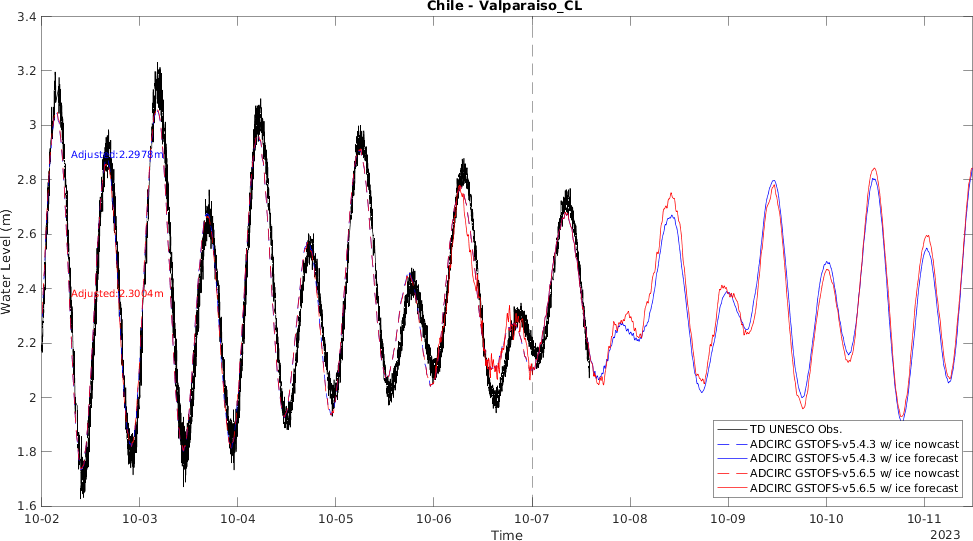 Chile - Valparaiso_CL
3.4
3.2
3
2.8
2.6
2.4
2.2
2
1.8
1.6
Water Level (m)
Adjusted:2.2978m
Adjusted:2.3004m
TD UNESCO Obs.
ADCIRC GSTOFS-v5.4.3 w/ ice nowcast
ADCIRC GSTOFS-v5.4.3 w/ ice forecast
ADCIRC GSTOFS-v5.6.5 w/ ice nowcast
ADCIRC GSTOFS-v5.6.5 w/ ice forecast
10-02 10-03 10-04 10-05 10-06 10-07 10-08 10-09 10-10 10-11
Time
2023